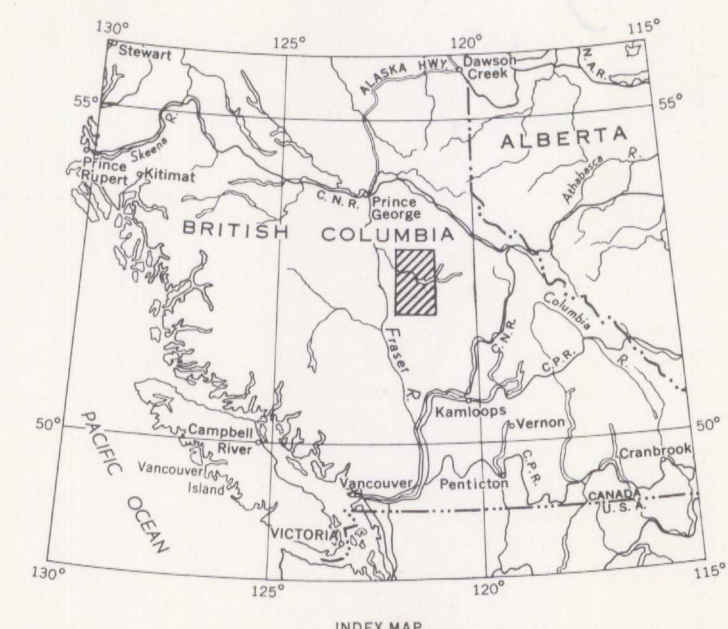 130°
125°
120°
115°
Stewart
ALASKA HWY.
Dawson
Creek
N. A. R.
55°
55°
ALBERTA
Skeena R.
Prince
Rupert
Kitimat
Athabasca R.
C. N. R.
Prince
George
BRITISH COLUMBIA
Columbia R.
Fraser R.
C. N. R.
C. P. R.
Kamloops
50°
50°
Campbell
River
Vernon
Cranbrook
PACIFIC OCEAN
Vancouver
Island
Vancouver
Penticton
C. P. R.
CANADA
U. S. A.
VICTORIA
130°
125°
120°
115°
INDEX MAP